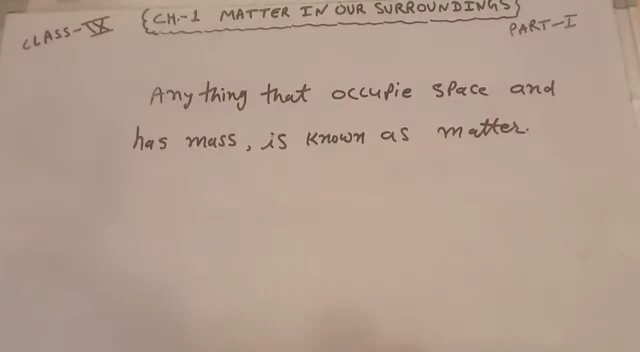 CLASS-IX {CH.-1 MATTER IN OUR SURROUNDINGS}
PART-I
Any thing that occupie space and
has mass, is known as matter.